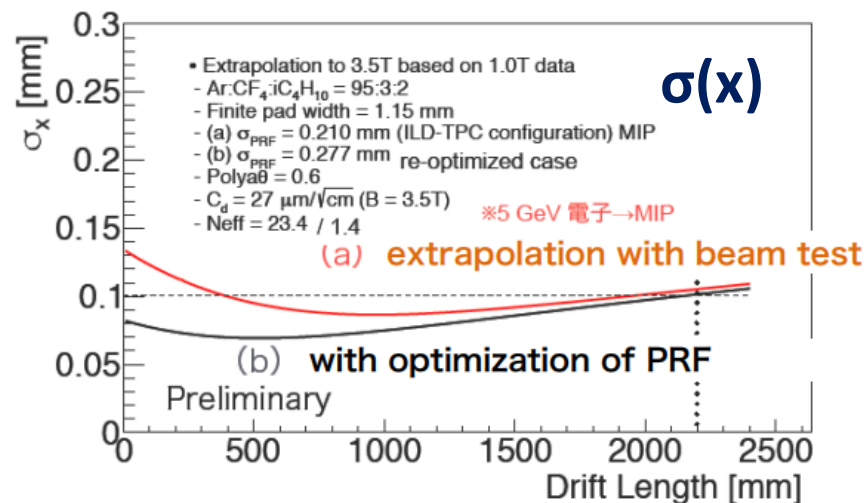 0.3
σx [mm]
0.25
0.2
0.15
0.1
0.05
0
• Extrapolation to 3.5T based on 1.0T data
- Ar:CF4:iC4H10 = 95:3:2
- Finite pad width = 1.15 mm
- (a) σPRF = 0.210 mm (ILD-TPC configuration) MIP
- (b) σPRF = 0.277 mm re-optimized case
- Polyaθ = 0.6
- Cd = 27 μm/√cm (B = 3.5T)
- Neff = 23.4 / 1.4
σ(x)
※5 GeV 電子→MIP
(a) extrapolation with beam test
(b) with optimization of PRF
Preliminary
0 500 1000 1500 2000 2500
Drift Length [mm]